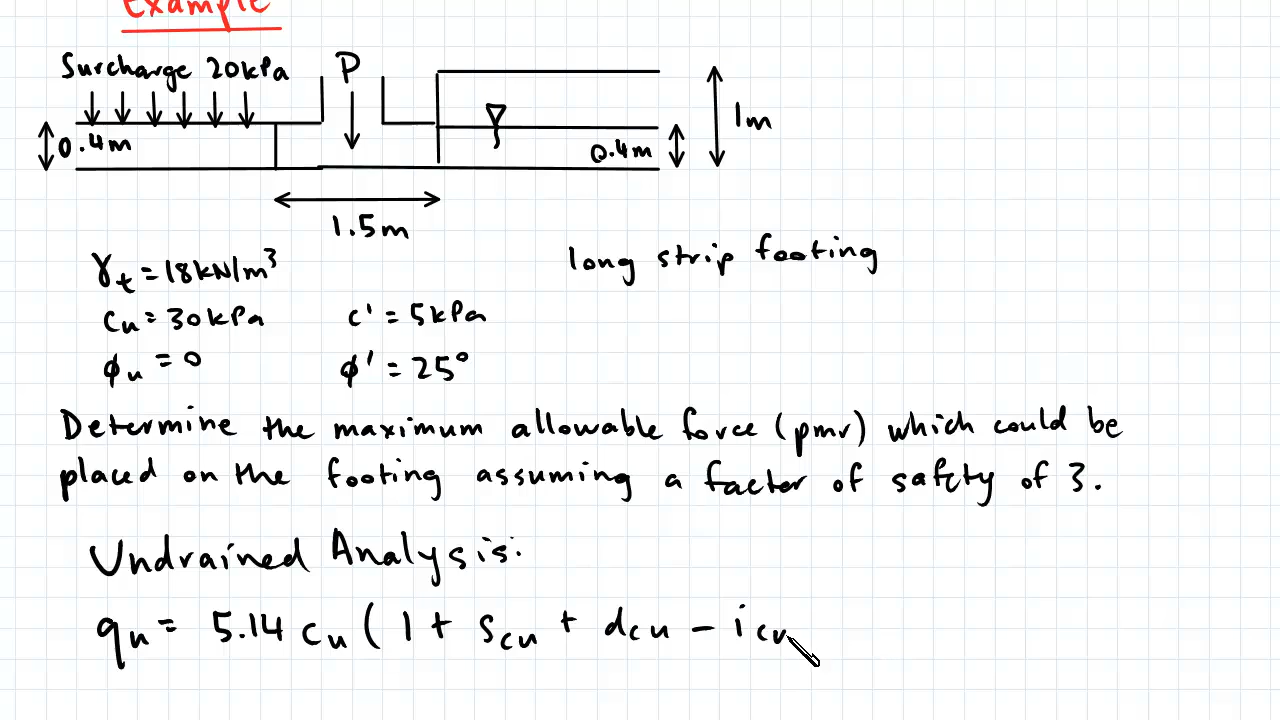 Example
Surcharge 20kPa
P
0.4m
1m
0.4m
1.5m
γt = 18kN/m³
long strip footing
cu = 30kPa c' = 5kPa
ϕu = 0 ϕ' = 25°
Determine the maximum allowable force (pmr) which could be
placed on the footing assuming a factor of safety of 3.
Undrained Analysis:
qu = 5.14 cu ( 1 + scu + dcu - icu